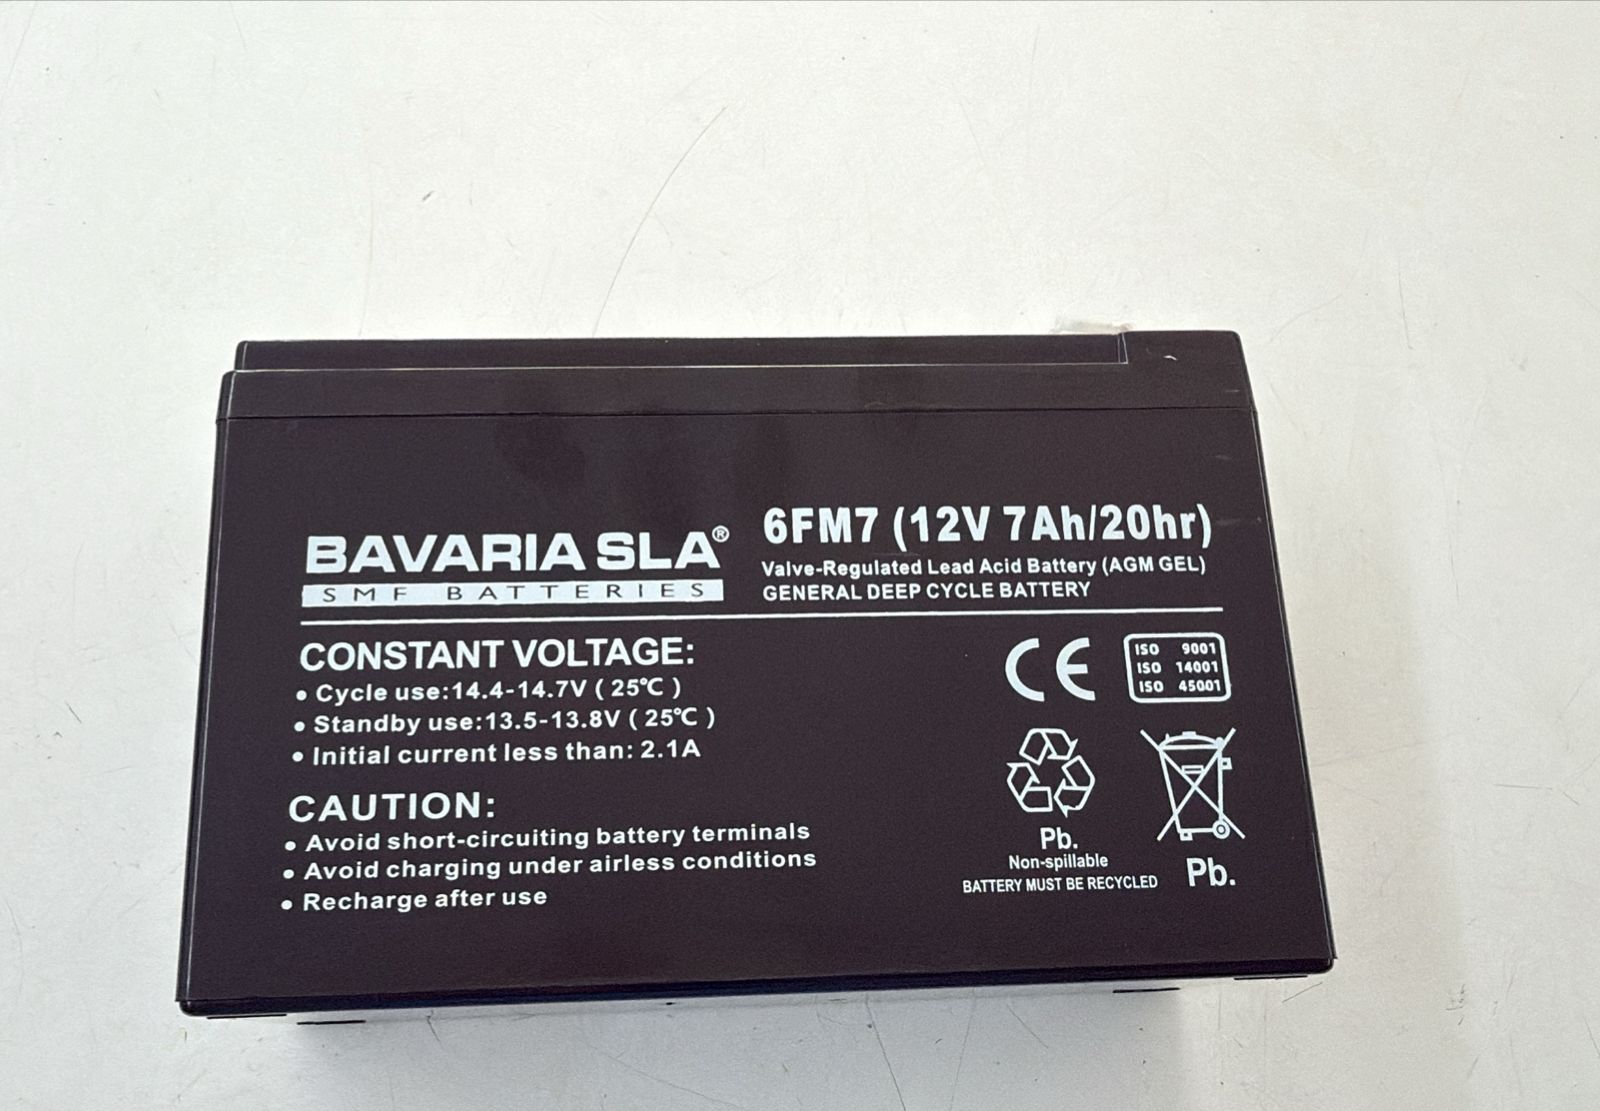 BAVARIA SLA®
SMF BATTERIES
6FM7 (12V 7Ah/20hr)
Valve-Regulated Lead Acid Battery (AGM GEL)
GENERAL DEEP CYCLE BATTERY
CONSTANT VOLTAGE:
• Cycle use:14.4-14.7V ( 25℃ )
• Standby use:13.5-13.8V ( 25℃ )
• Initial current less than: 2.1A
CAUTION:
• Avoid short-circuiting battery terminals
• Avoid charging under airless conditions
• Recharge after use
CE
ISO 9001
ISO 14001
ISO 45001
Pb.
Non-spillable
BATTERY MUST BE RECYCLED
Pb.